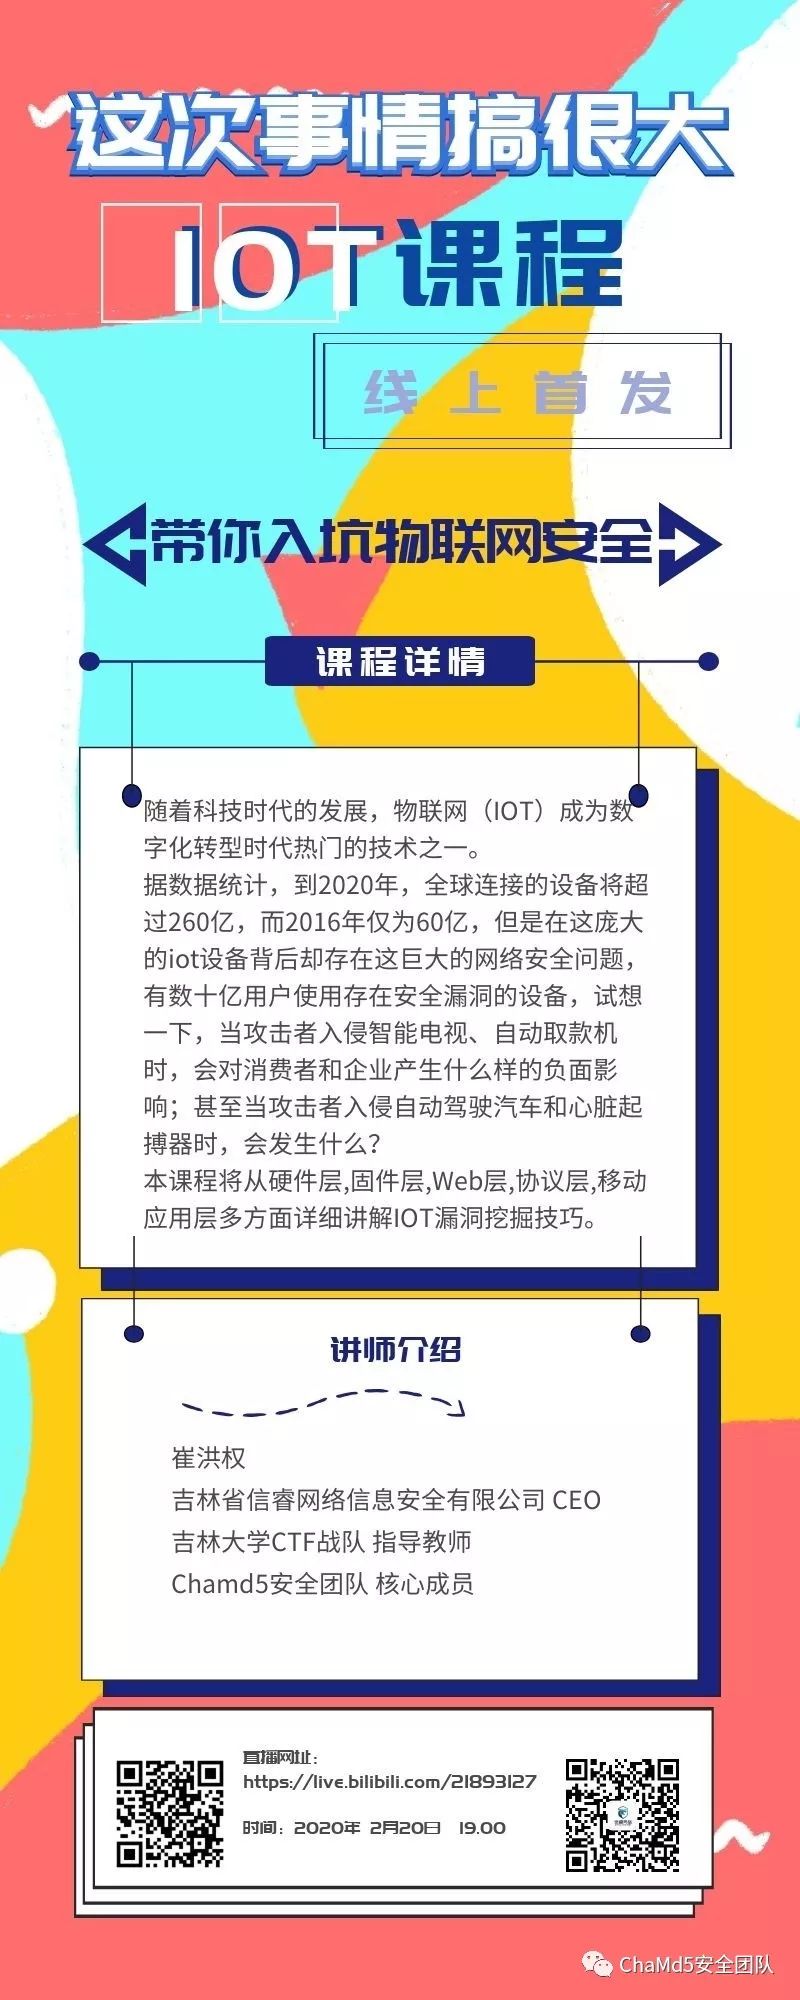 这次事情搞很大
IOT课程
线上首发
带你入坑物联网安全
课程详情
随着科技时代的发展，物联网（IOT）成为数
字化转型时代热门的技术之一。
据数据统计，到2020年，全球连接的设备将超
过260亿，而2016年仅为60亿，但是在这庞大
的iot设备背后却存在这巨大的网络安全问题，
有数十亿用户使用存在安全漏洞的设备，试想
一下，当攻击者入侵智能电视、自动取款机
时，会对消费者和企业产生什么样的负面影
响；甚至当攻击者入侵自动驾驶汽车和心脏起
搏器时，会发生什么？
本课程将从硬件层,固件层,Web层,协议层,移动
应用层多方面详细讲解IOT漏洞挖掘技巧。
讲师介绍
崔洪权
吉林省信睿网络信息安全有限公司 CEO
吉林大学CTF战队 指导教师
Chamd5安全团队 核心成员
直播网址：
https://live.bilibili.com/21893127
时间：2020年 2月20日 19.00
ChaMd5安全团队